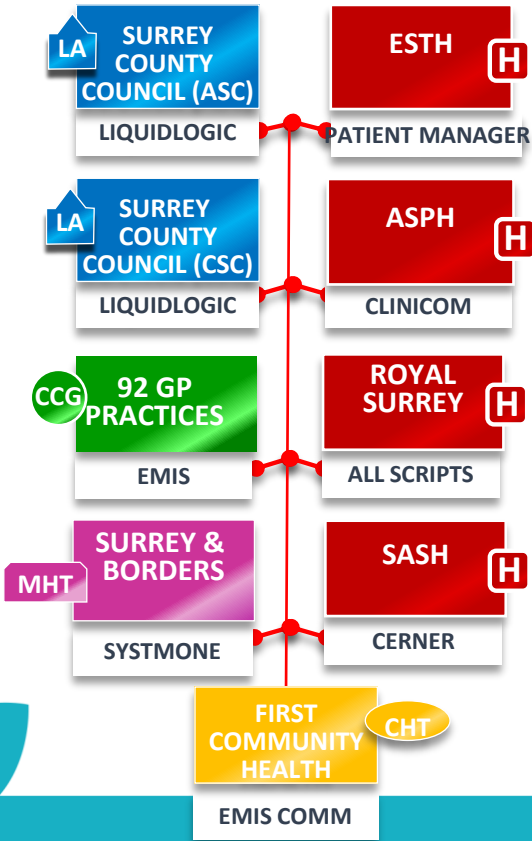 LA
SURREY
COUNTY
COUNCIL (ASC)
LIQUIDLOGIC
ESTH
H
PATIENT MANAGER
LA
SURREY
COUNTY
COUNCIL (CSC)
LIQUIDLOGIC
ASPH
H
CLINICOM
CCG
92 GP
PRACTICES
EMIS
ROYAL
SURREY
H
ALL SCRIPTS
MHT
SURREY &
BORDERS
SYSTMONE
SASH
H
CERNER
FIRST
COMMUNITY
HEALTH
CHT
EMIS COMM